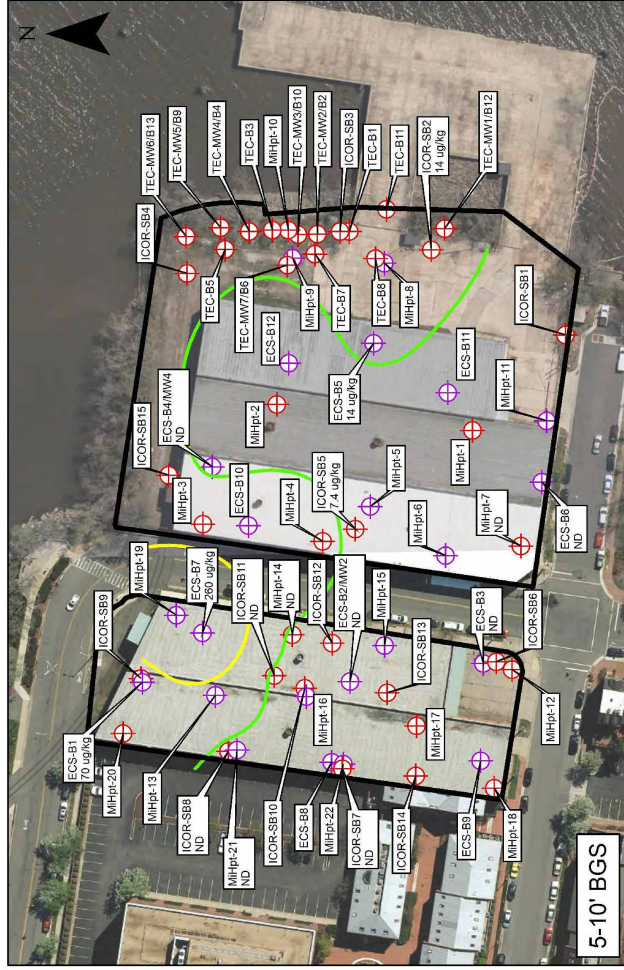 N
TEC-MW6/B13
TEC-MW5/B9
TEC-MW4/B4
TEC-B3
MiHpt-10
TEC-MW3/B10
TEC-MW2/B2
ICOR-SB3
TEC-B1
TEC-B11
ICOR-SB2
14 ug/kg
TEC-MW1/B12
ICOR-SB4
TEC-B5
TEC-MW7/B6
MiHpt-9
TEC-B7
TEC-B8
MiHpt-8
ICOR-SB1
ECS-B12
ECS-B5
14 ug/kg
ECS-B11
MiHpt-11
ECS-B4/MW4
ND
MiHpt-2
MiHpt-1
ICOR-SB15
MiHpt-3
ECS-B10
MiHpt-4
ICOR-SB5
7.4 ug/kg
MiHpt-5
MiHpt-6
MiHpt-7
ND
ECS-B6
ND
MiHpt-19
ICOR-SB9
ECS-B7
260 ug/kg
ICOR-SB11
ND
MiHpt-14
ND
ICOR-SB12
ECS-B2/MW2
ND
MiHpt-15
ICOR-SB13
ECS-B3
ND
ICOR-SB6
MiHpt-12
ECS-B1
70 ug/kg
MiHpt-20
MiHpt-13
ICOR-SB8
ND
MiHpt-21
ND
ICOR-SB10
MiHpt-16
ECS-B8
MiHpt-22
ICOR-SB7
ND
MiHpt-17
ICOR-SB14
ECS-B9
MiHpt-18
5-10' BGS